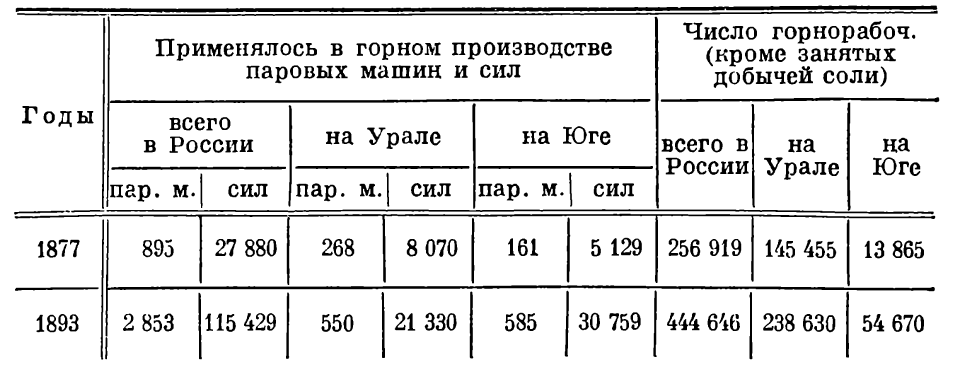 Годы
Применялось в горном производстве
паровых машин и сил
Число горнорабоч.
(кроме занятых
добычей соли)
всего
в России
на Урале
на Юге
всего в
России
на
Урале
на
Юге
пар. м. сил пар. м. сил пар. м. сил
1877 895 27 880 268 8 070 161 5 129 256 919 145 455 13 865
1893 2 853 115 429 550 21 330 585 30 759 444 646 238 630 54 670